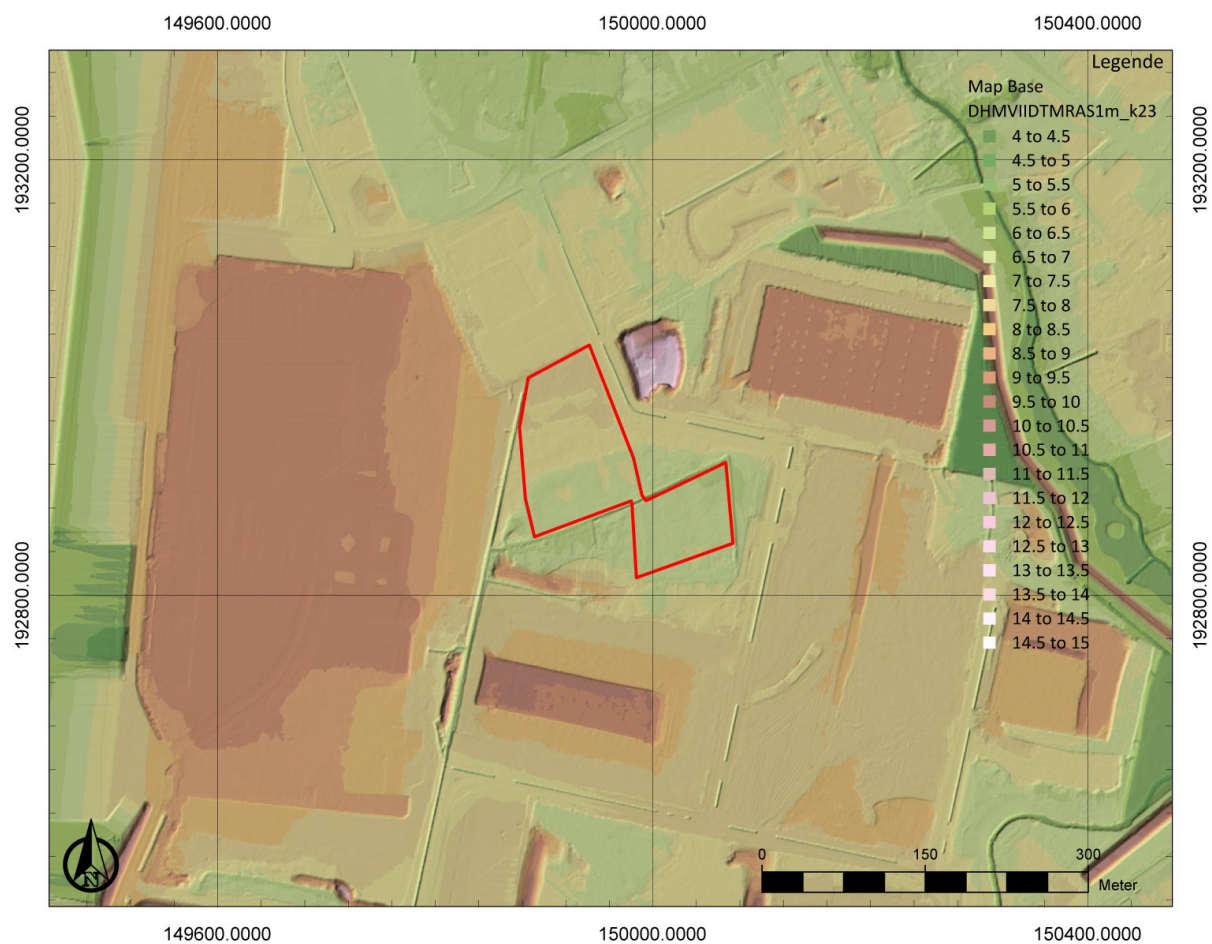 149600.0000 150000.0000 150400.0000
Legende
Map Base
DHMVIIDTMRAS1m_k23
4 to 4.5
4.5 to 5
5 to 5.5
5.5 to 6
6 to 6.5
6.5 to 7
7 to 7.5
7.5 to 8
8 to 8.5
8.5 to 9
9 to 9.5
9.5 to 10
10 to 10.5
10.5 to 11
11 to 11.5
11.5 to 12
12 to 12.5
12.5 to 13
13 to 13.5
13.5 to 14
14 to 14.5
14.5 to 15
193200.0000
193200.0000
192800.0000
192800.0000
N
0 150 300
Meter
149600.0000 150000.0000 150400.0000